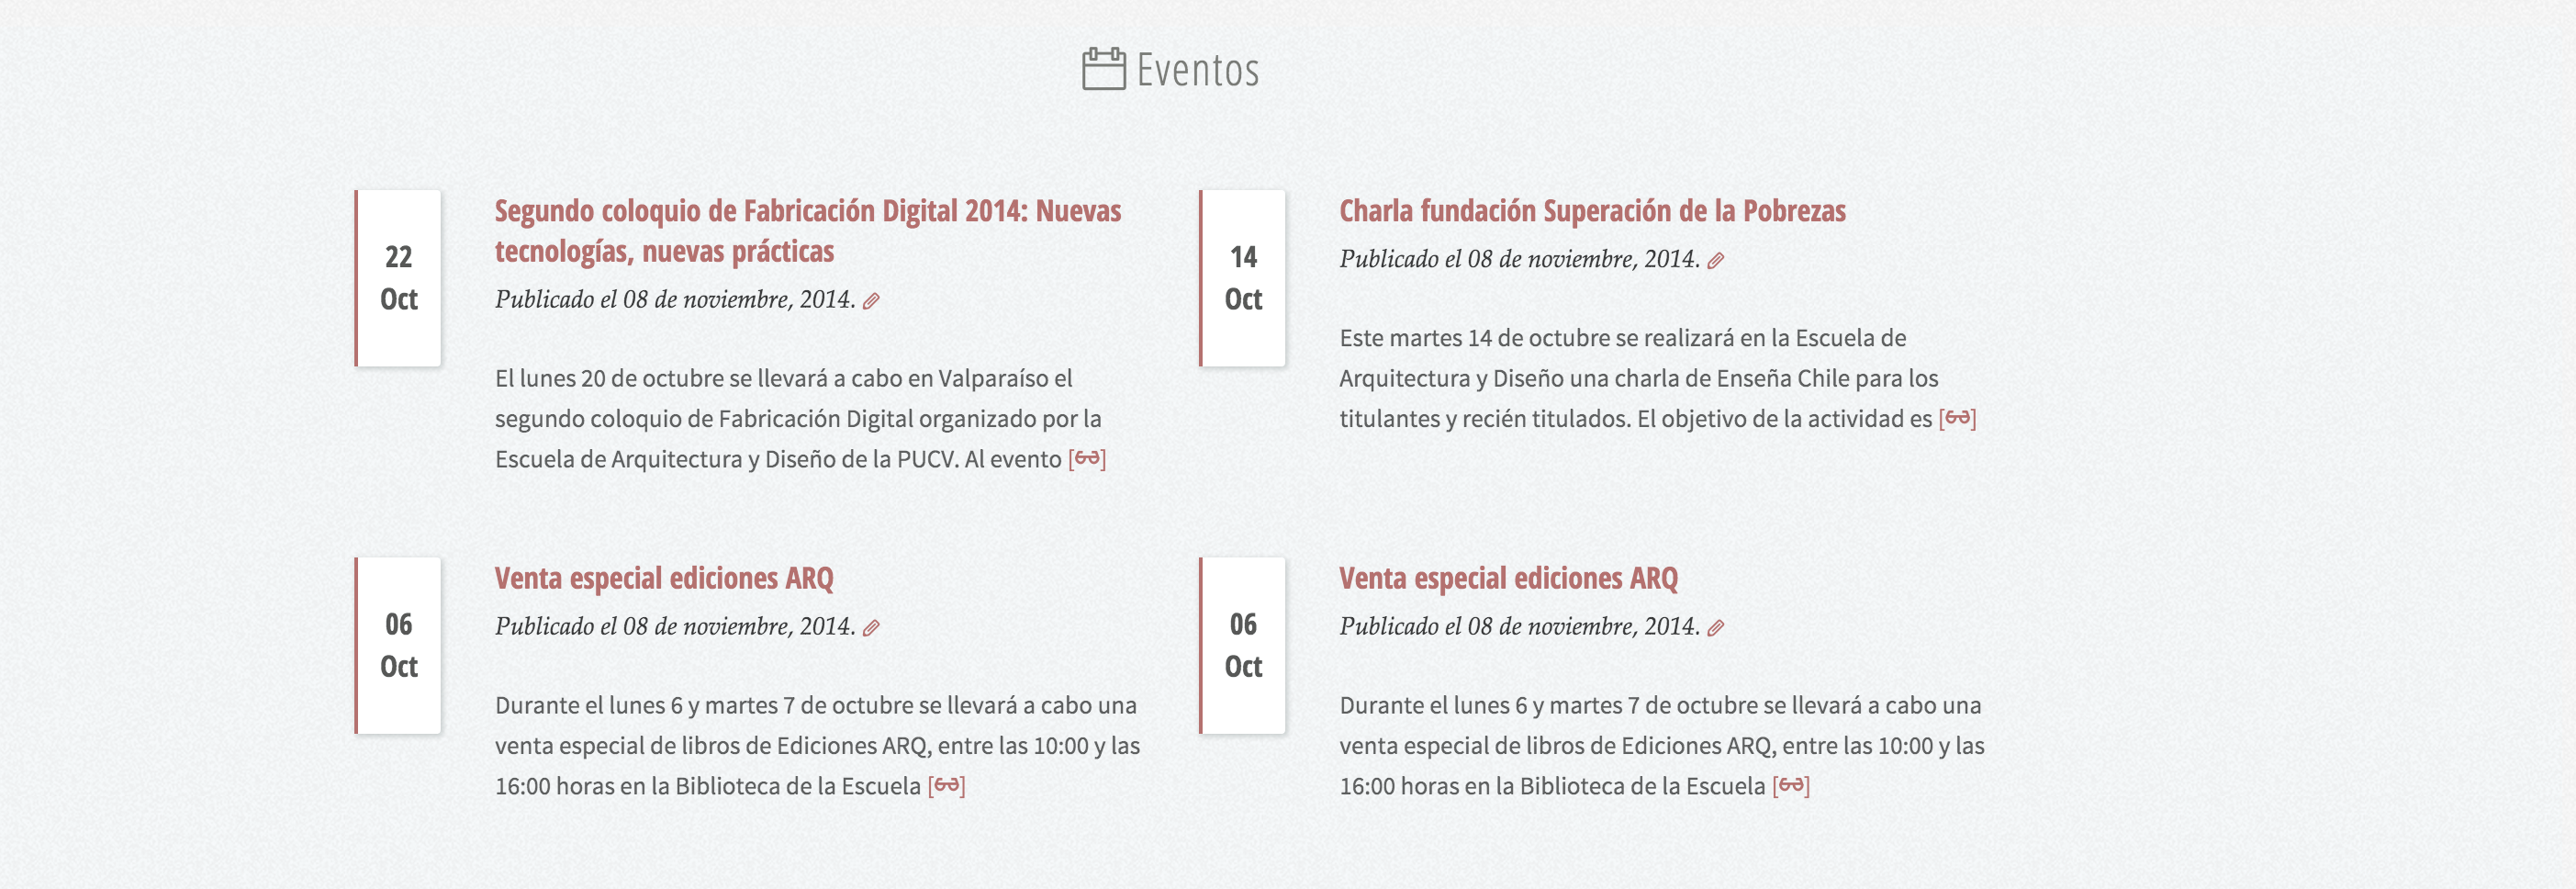 Eventos
22
Oct
Segundo coloquio de Fabricación Digital 2014: Nuevas
tecnologías, nuevas prácticas
Publicado el 08 de noviembre, 2014.
El lunes 20 de octubre se llevará a cabo en Valparaíso el
segundo coloquio de Fabricación Digital organizado por la
Escuela de Arquitectura y Diseño de la PUCV. Al evento []
14
Oct
Charla fundación Superación de la Pobrezas
Publicado el 08 de noviembre, 2014.
Este martes 14 de octubre se realizará en la Escuela de
Arquitectura y Diseño una charla de Enseña Chile para los
titulantes y recién titulados. El objetivo de la actividad es []
06
Oct
Venta especial ediciones ARQ
Publicado el 08 de noviembre, 2014.
Durante el lunes 6 y martes 7 de octubre se llevará a cabo una
venta especial de libros de Ediciones ARQ, entre las 10:00 y las
16:00 horas en la Biblioteca de la Escuela []
06
Oct
Venta especial ediciones ARQ
Publicado el 08 de noviembre, 2014.
Durante el lunes 6 y martes 7 de octubre se llevará a cabo una
venta especial de libros de Ediciones ARQ, entre las 10:00 y las
16:00 horas en la Biblioteca de la Escuela []